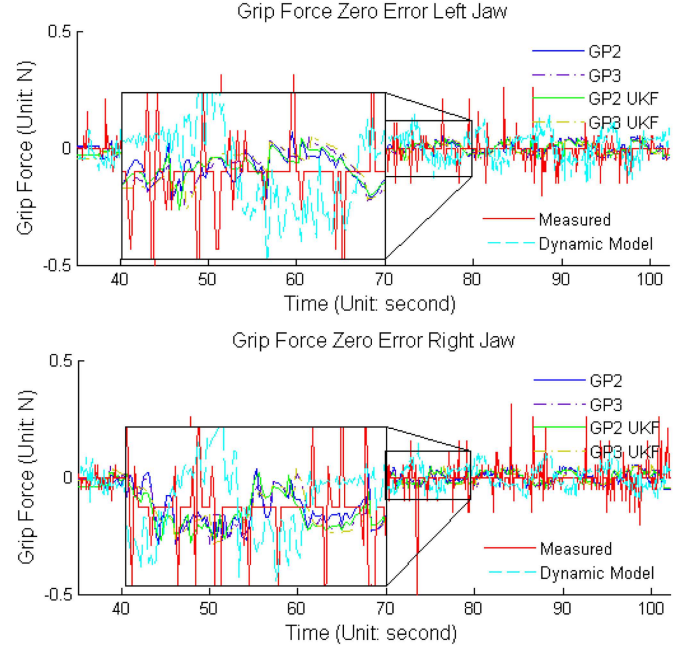 Grip Force Zero Error Left Jaw
Grip Force (Unit: N)
0.5
0
-0.5
GP2
GP3
GP2 UKF
GP3 UKF
Measured
Dynamic Model
40 50 60 70 80 90 100
Time (Unit: second)
Grip Force Zero Error Right Jaw
Grip Force (Unit: N)
0.5
0
-0.5
GP2
GP3
GP2 UKF
GP3 UKF
Measured
Dynamic Model
40 50 60 70 80 90 100
Time (Unit: second)